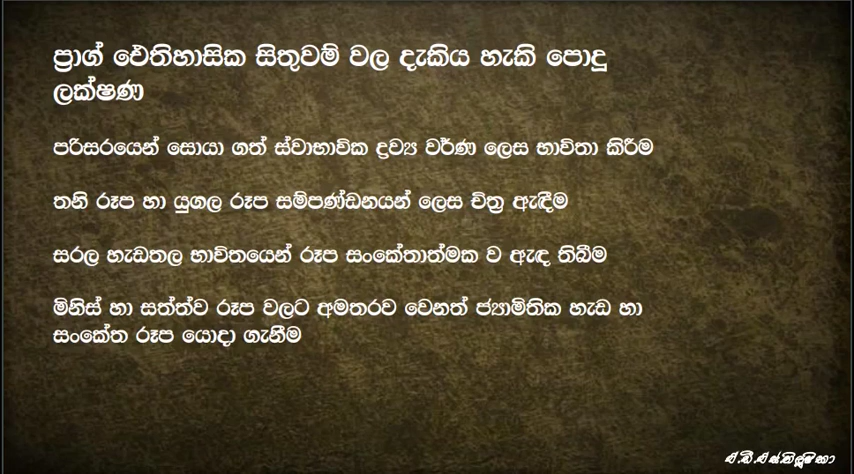 ප්‍රාග් ඓතිහාසික සිතුවම් වල දැකිය හැකි පොදු
ලක්ෂණ
පරිසරයෙන් සොයා ගත් ස්වාභාවික ද්‍රව්‍ය වර්ණ ලෙස භාවිතා කිරීම
තනි රූප හා යුගල රූප සම්පණ්ඩනයන් ලෙස චිත්‍ර ඇඳීම
සරල හැඩතල භාවිතයෙන් රූප සංකේතාත්මක ව ඇඳ තිබීම
මිනිස් හා සත්ත්ව රූප වලට අමතරව වෙනත් ජ්‍යාමිතික හැඩ හා
සංකේත රූප යොදා ගැනීම